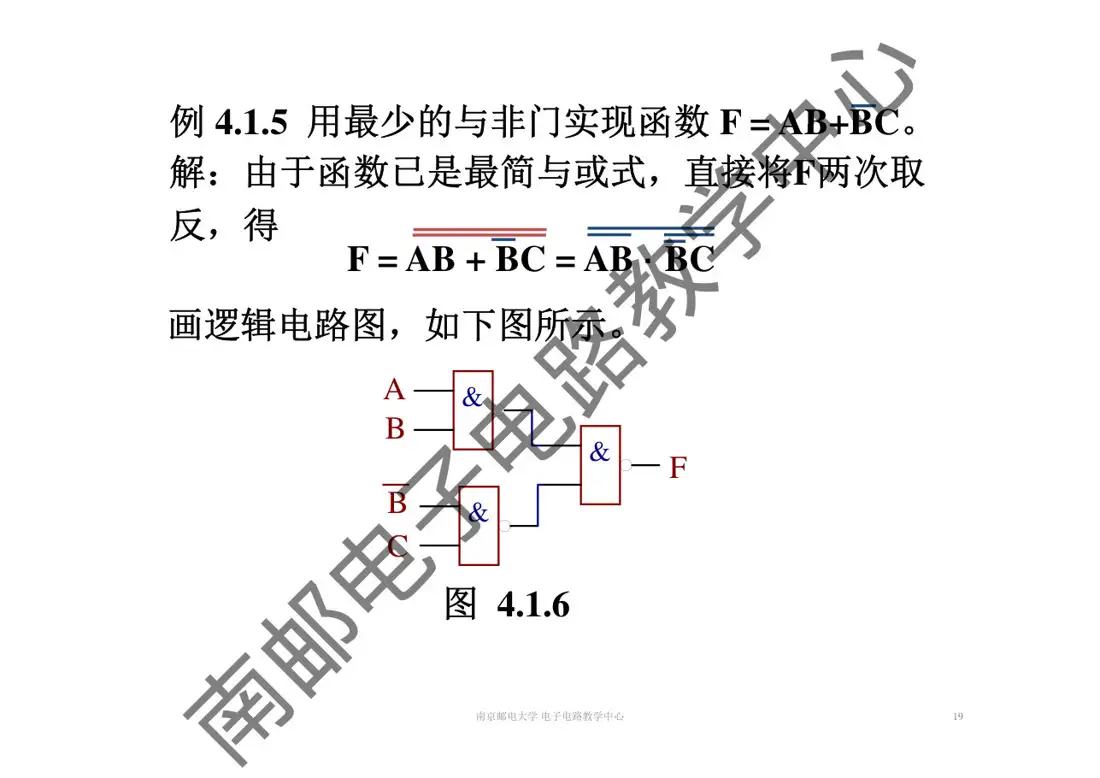 例 4.1.5 用最少的与非门实现函数 F = AB+B̅C。
解：由于函数已是最简与或式，直接将F两次取
反，得
F = A̿B̿ ̿+̿ ̿B̿̅C̿ = \overline{\overline{AB} · \overline{B̅C}}
画逻辑电路图，如下图所示。
A
&
B
&
F
B̅
&
C
图 4.1.6
南京邮电大学 电子电路教学中心
19
南邮电子电路教学中心